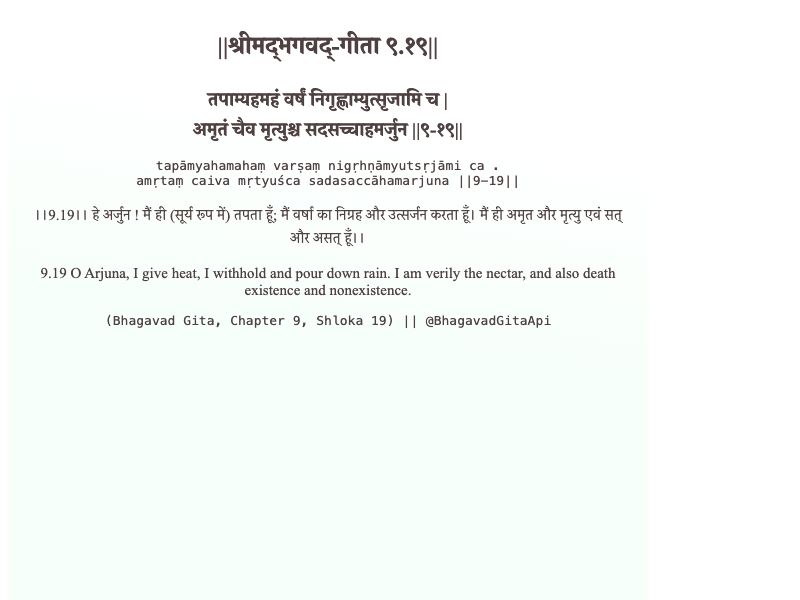 ||श्रीमद्‍भगवद्‍-गीता ९.१९||
तपाम्यहमहं वर्षं निगृह्णाम्युत्सृजामि च |
अमृतं चैव मृत्युश्च सदसच्चाहमर्जुन ||९-१९||
tapāmyahamahaṃ varṣaṃ nigṛhṇāmyutsṛjāmi ca .
amṛtaṃ caiva mṛtyuśca sadasaccāhamarjuna ||9-19||
।।9.19।। हे अर्जुन ! मैं ही (सूर्य रूप में) तपता हूँ; मैं वर्षा का निग्रह और उत्सर्जन करता हूँ। मैं ही अमृत और मृत्यु एवं सत्
और असत् हूँ।।
9.19 O Arjuna, I give heat, I withhold and pour down rain. I am verily the nectar, and also death
existence and nonexistence.
(Bhagavad Gita, Chapter 9, Shloka 19) || @BhagavadGitaApi